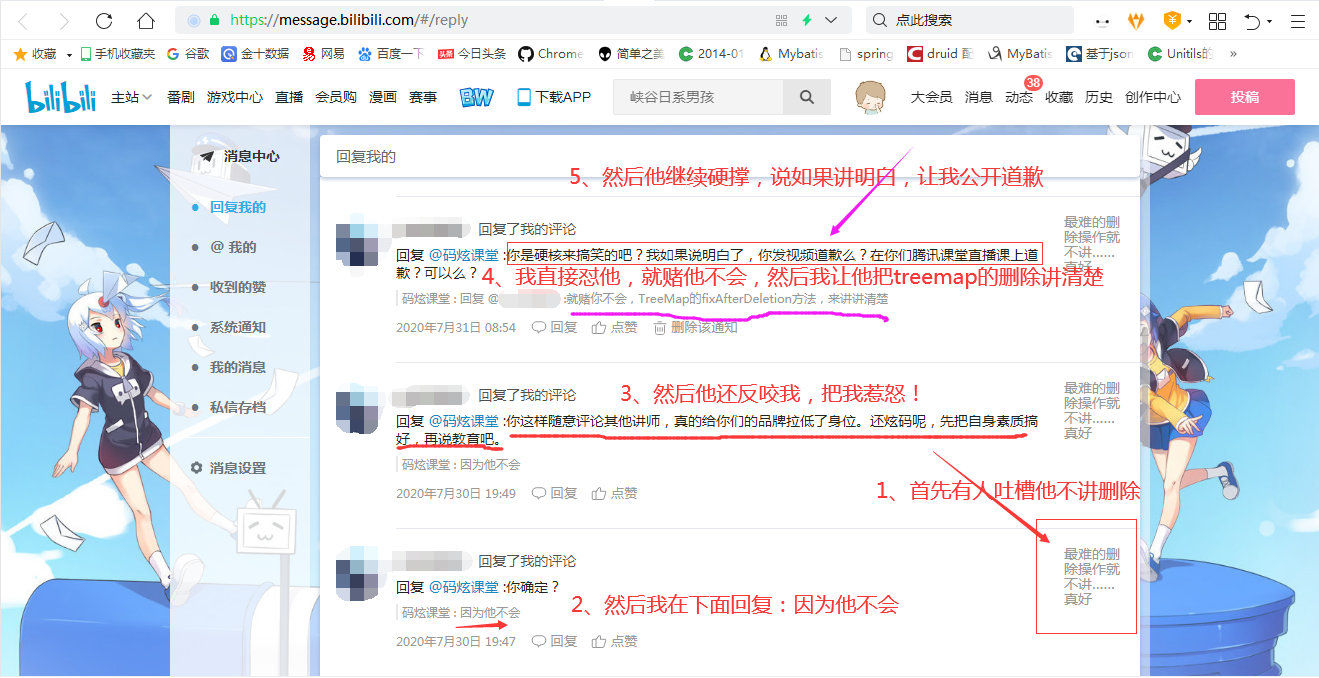 https://message.bilibili.com/#/reply
点此搜索
收藏
手机收藏夹
谷歌
金十数据
网易
百度一下
头条
今日头条
Chrome
简单之美
2014-01
Mybatis
spring
druid 配
MyBatis
基于json
Unitils的
»
bilibili
主站
番剧
游戏中心
直播
会员购
漫画
赛事
BW
下载APP
峡谷日系男孩
大会员
消息
动态
38
收藏
历史
创作中心
投稿
消息中心
回复我的
@ 我的
收到的赞
系统通知
我的消息
私信存档
消息设置
回复我的
5、然后他继续硬撑，说如果讲明白，让我公开道歉
回复了我的评论
回复 @码炫课堂 :你是硬核来搞笑的吧？我如果说明白了，你发视频道歉么？在你们腾讯课堂直播课上道
歉？可以么？
4、我直接怼他，就赌他不会，然后我让他把treemap的删除讲清楚
码炫课堂 : 回复 @ :就赌你不会，TreeMap的fixAfterDeletion方法，来讲讲清楚
2020年7月31日 08:54 回复 点赞 删除该通知
最难的删
除操作就
不讲……
真好
回复了我的评论
3、然后他还反咬我，把我惹怒！
回复 @码炫课堂 :你这样随意评论其他讲师，真的给你们的品牌拉低了身位。还炫码呢，先把自身素质搞
好，再说教育吧。
码炫课堂 : 因为他不会
2020年7月30日 19:49 回复 点赞
最难的删
除操作就
不讲……
真好
1、首先有人吐槽他不讲删除
回复了我的评论
回复 @码炫课堂 :你确定？
码炫课堂 : 因为他不会
2、然后我在下面回复：因为他不会
2020年7月30日 19:47 回复 点赞
最难的删
除操作就
不讲……
真好